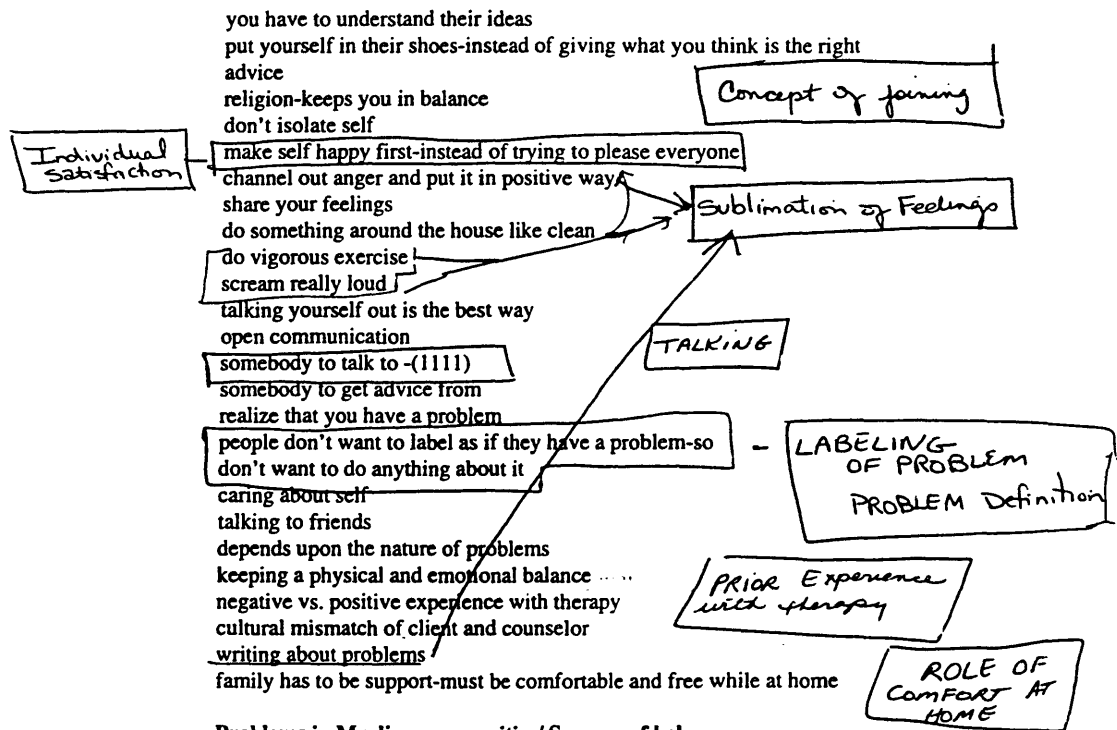 you have to understand their ideas
put yourself in their shoes-instead of giving what you think is the right
advice
religion-keeps you in balance
Concept of joining
don't isolate self
Individual
Satisfaction
make self happy first-instead of trying to please everyone
channel out anger and put it in positive way
share your feelings
Sublimation of Feelings
do something around the house like clean
do vigorous exercise
scream really loud
talking yourself out is the best way
open communication
TALKING
somebody to talk to -(1111)
somebody to get advice from
realize that you have a problem
people don't want to label as if they have a problem-so
don't want to do anything about it
LABELING
OF PROBLEM
PROBLEM Definition
caring about self
talking to friends
depends upon the nature of problems
keeping a physical and emotional balance
negative vs. positive experience with therapy
PRIOR Experience
with therapy
cultural mismatch of client and counselor
writing about problems
family has to be support-must be comfortable and free while at home
ROLE OF
COMFORT AT
HOME